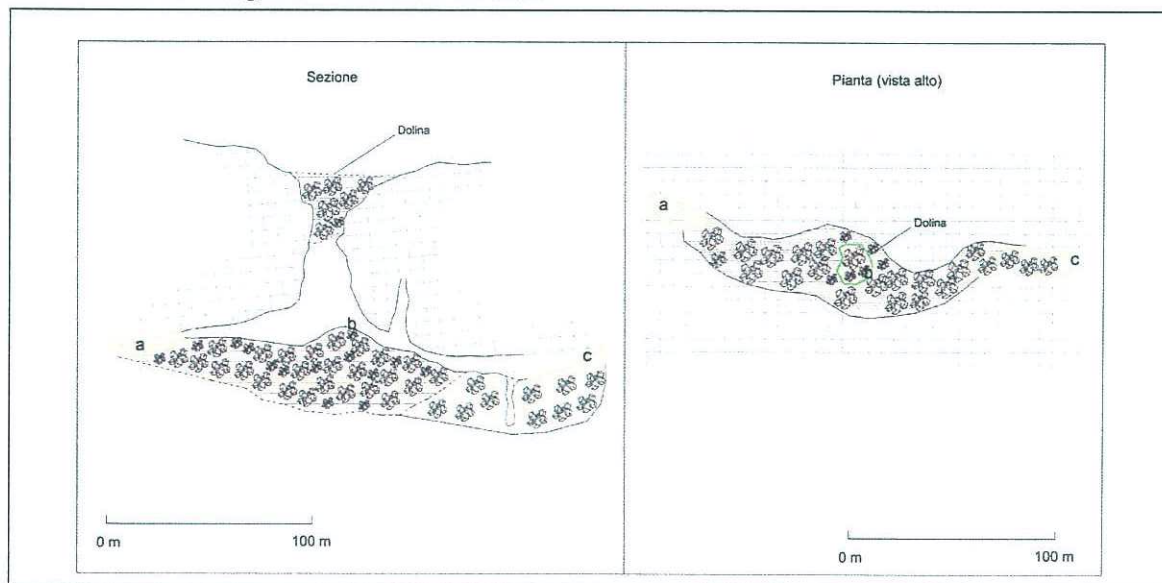 Sezione
Dolina
a
b
c
0 m
100 m
Pianta (vista alto)
a
Dolina
b
c
0 m
100 m